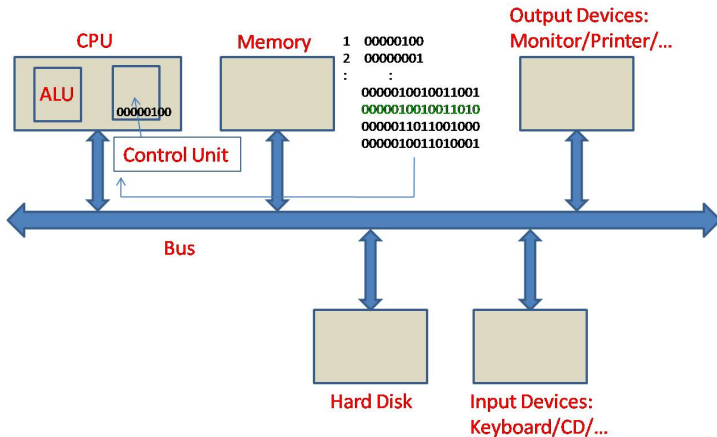 CPU
Memory
1 00000100
2 00000001
: :
0000010010011001
0000010010011010
0000011011001000
0000010011010001
Output Devices:
Monitor/Printer/...
ALU
00000100
Control Unit
Bus
Hard Disk
Input Devices:
Keyboard/CD/...